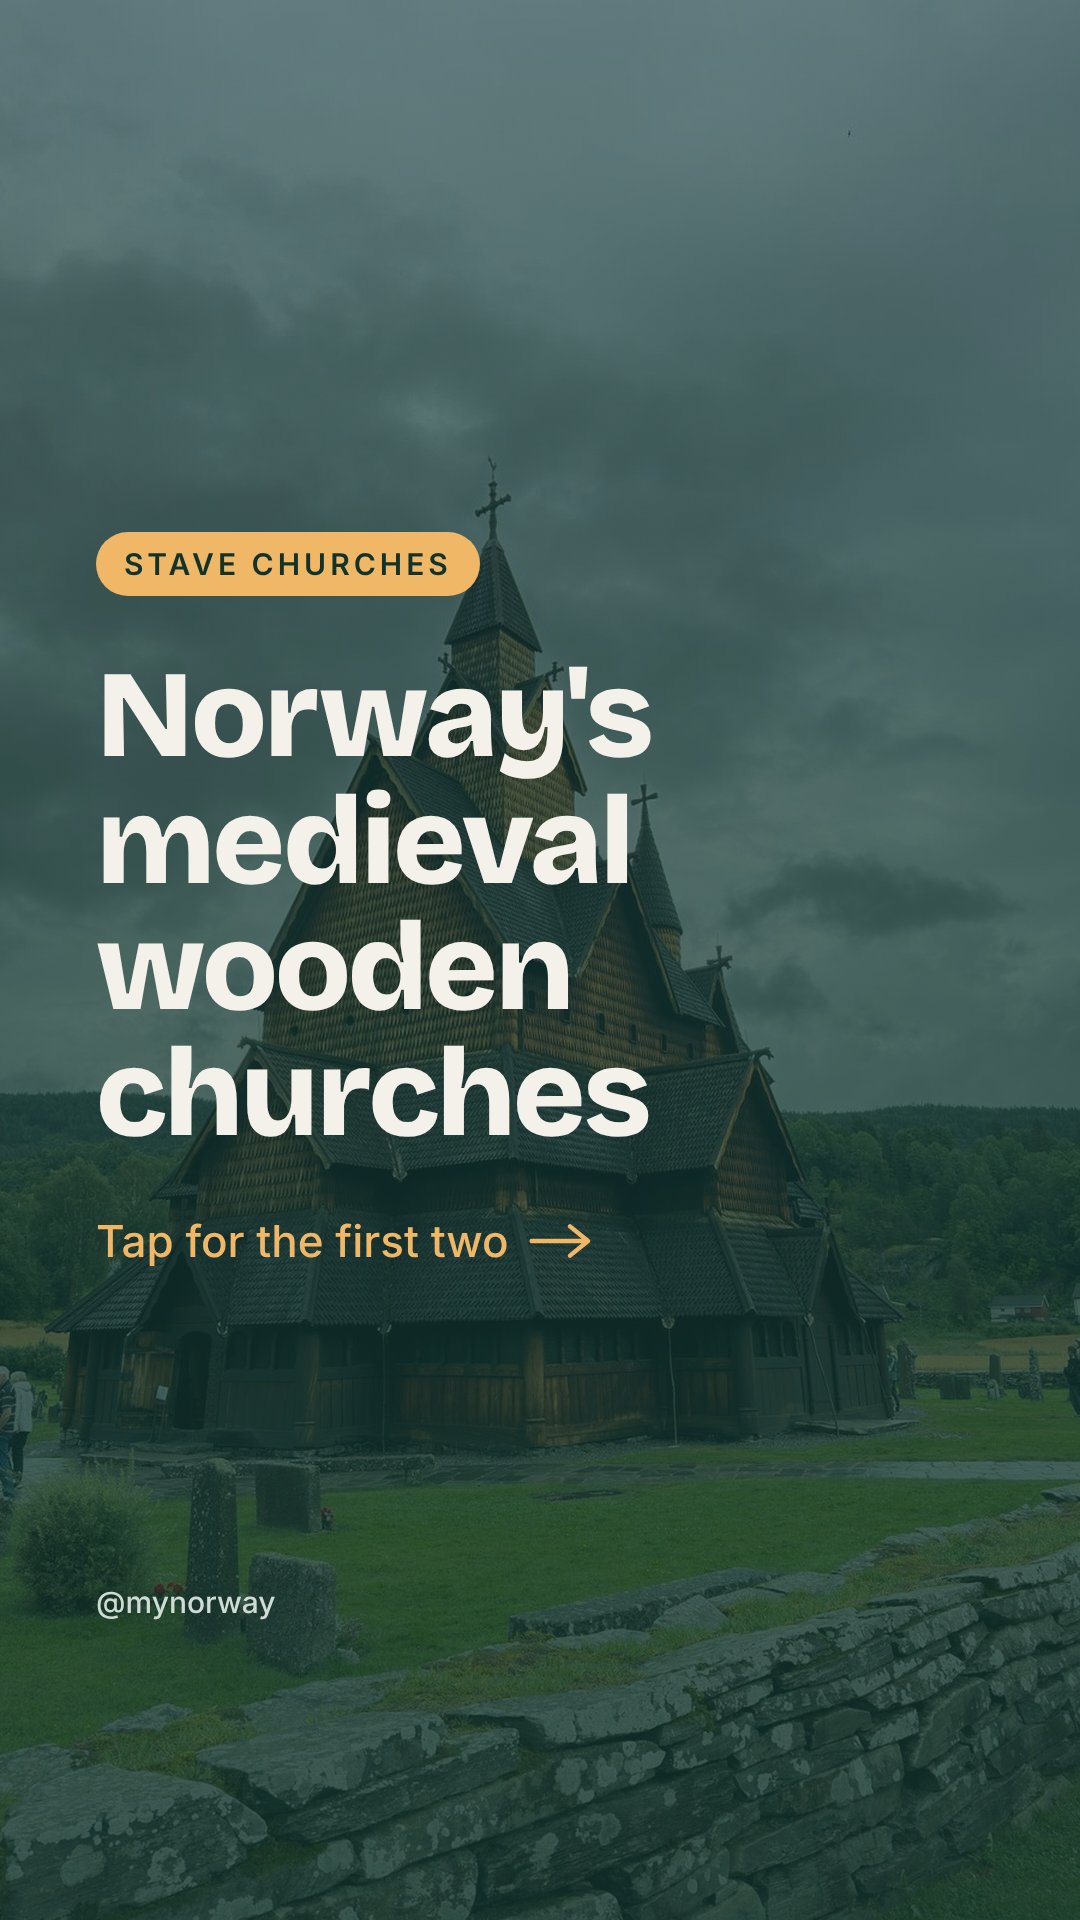 STAVE CHURCHES
Norway's
medieval
wooden
churches
Tap for the first two →
@mynorway